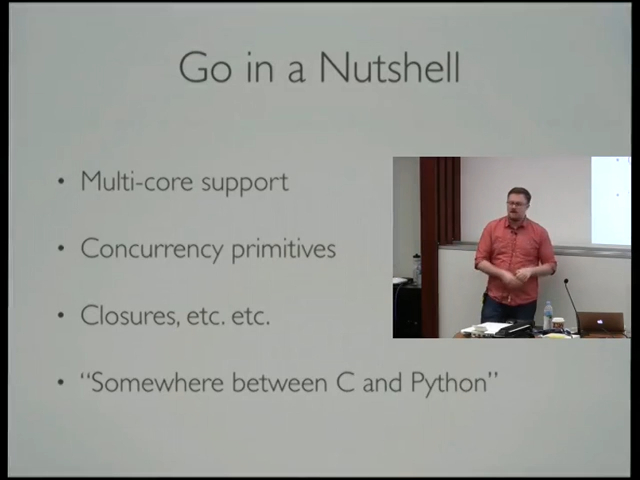 Go in a Nutshell
• Multi-core support
• Concurrency primitives
• Closures, etc. etc.
• “Somewhere between C and Python”